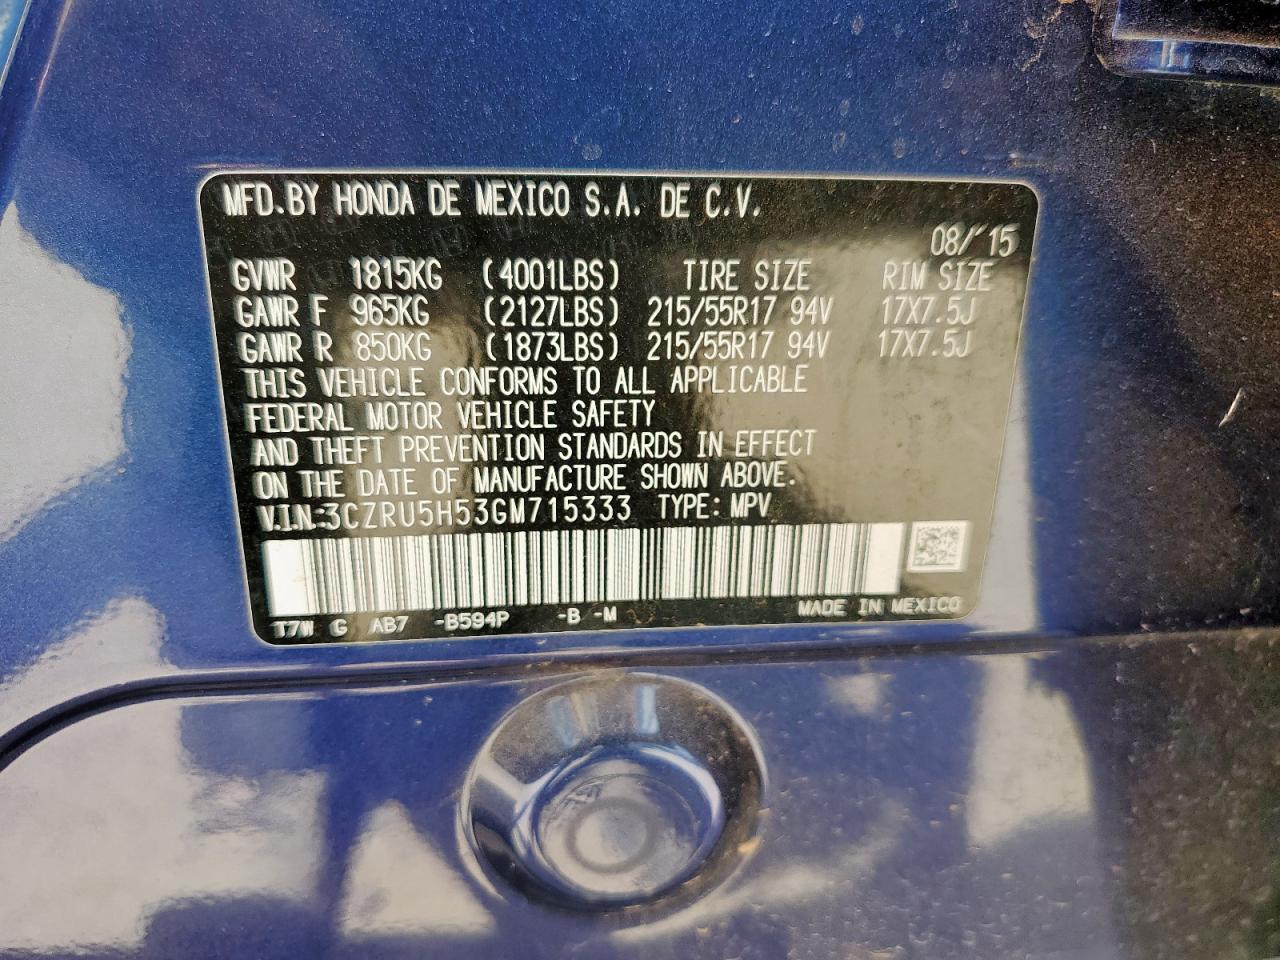 MFD.BY HONDA DE MEXICO S.A. DE C.V.
08/'15
GVWR 1815KG (4001LBS) TIRE SIZE RIM SIZE
GAWR F 965KG (2127LBS) 215/55R17 94V 17X7.5J
GAWR R 850KG (1873LBS) 215/55R17 94V 17X7.5J
THIS VEHICLE CONFORMS TO ALL APPLICABLE
FEDERAL MOTOR VEHICLE SAFETY
AND THEFT PREVENTION STANDARDS IN EFFECT
ON THE DATE OF MANUFACTURE SHOWN ABOVE.
V.I.N:3CZRU5H53GM715333 TYPE: MPV
T7W G AB7 -B594P -B -M MADE IN MEXICO